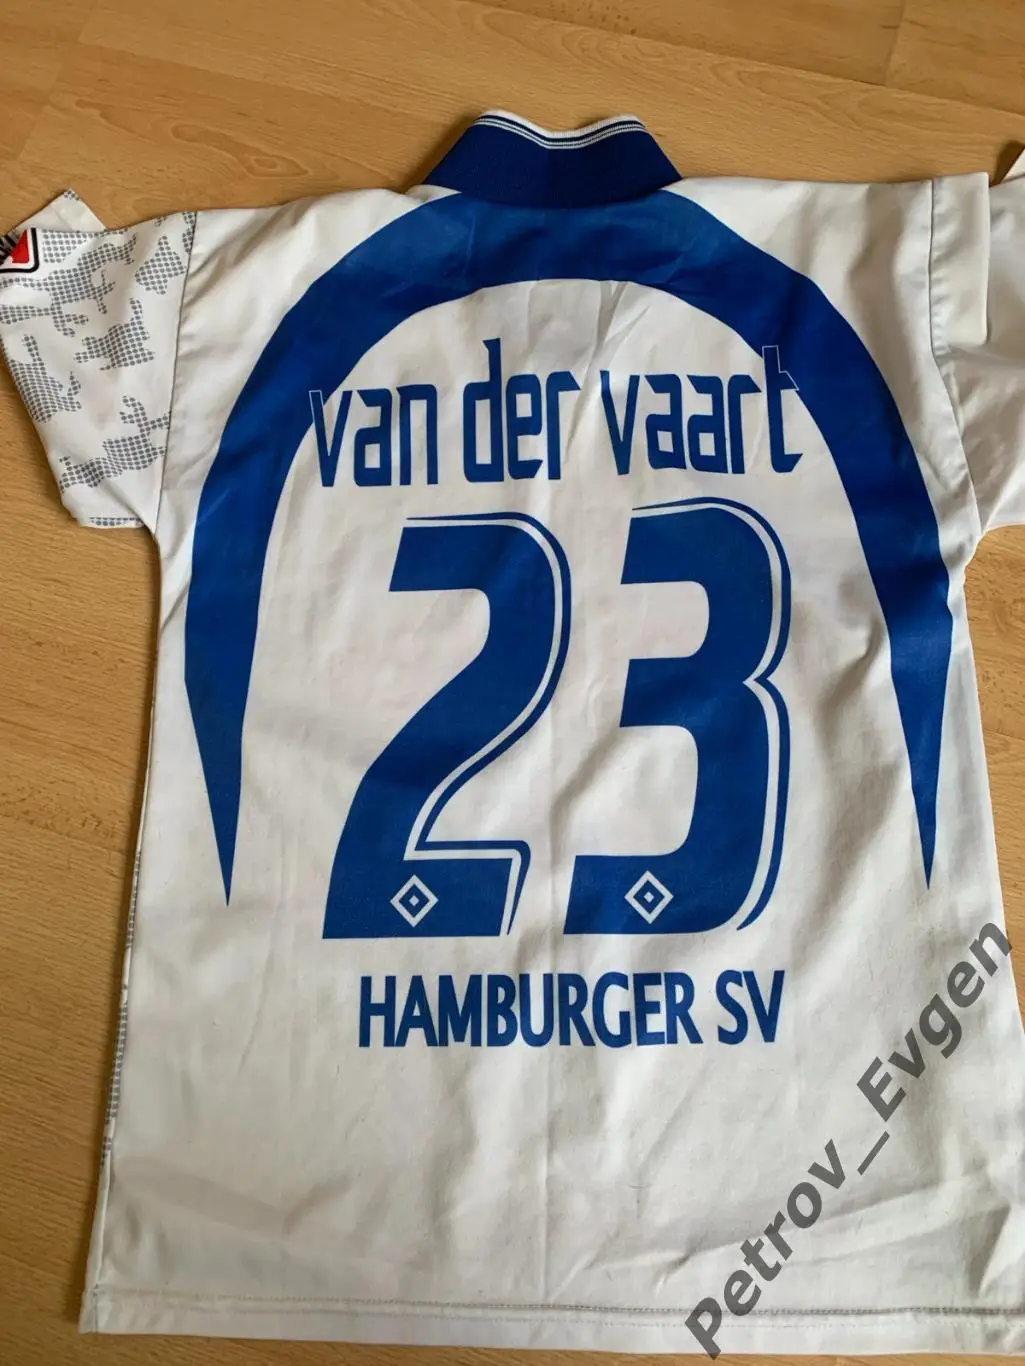 van der vaart
23
HAMBURGER SV
Petrov_Evgen